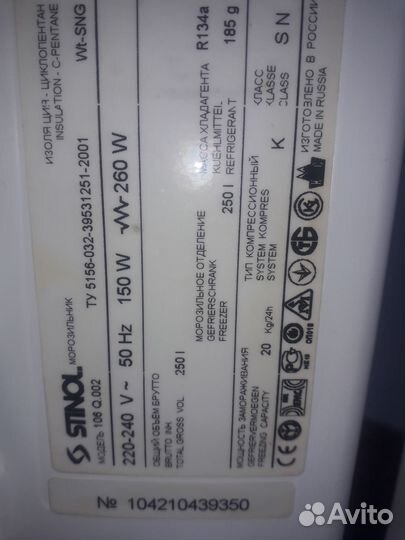 STINOL МОРОЗИЛЬНИК
МОДЕЛЬ 106 Q.002
ТУ 5156-032-39531251-2001
ИЗОЛЯЦИЯ - ЦИКЛОПЕНТАН
INSULATION - C-PENTANE
Wt-SNG
220-240 V ~ 50 Hz 150 W 260 W
МАССА ХЛАДАГЕНТА
KUEHLMITTEL
REFRIGERANT
R134a
185 g
ОБЩИЙ ОБЪЕМ БРУТТО
BRUTTO INH.
TOTAL GROSS VOL
250 l
МОРОЗИЛЬНОЕ ОТДЕЛЕНИЕ
GEFRIERSCHRANK
FREEZER
250 l
МОЩНОСТЬ ЗАМОРАЖИВАНИЯ
GEFRIERVERMOEGEN
FREEZING CAPACITY
20 Kg/24h
ТИП КОМПРЕССИОННЫЙ
SYSTEM KOMPRES
SYSTEM
K
КЛАСС
KLASSE
CLASS
S N
ИЗГОТОВЛЕНО В РОССИИ
MADE IN RUSSIA
№ 104210439350
Avito